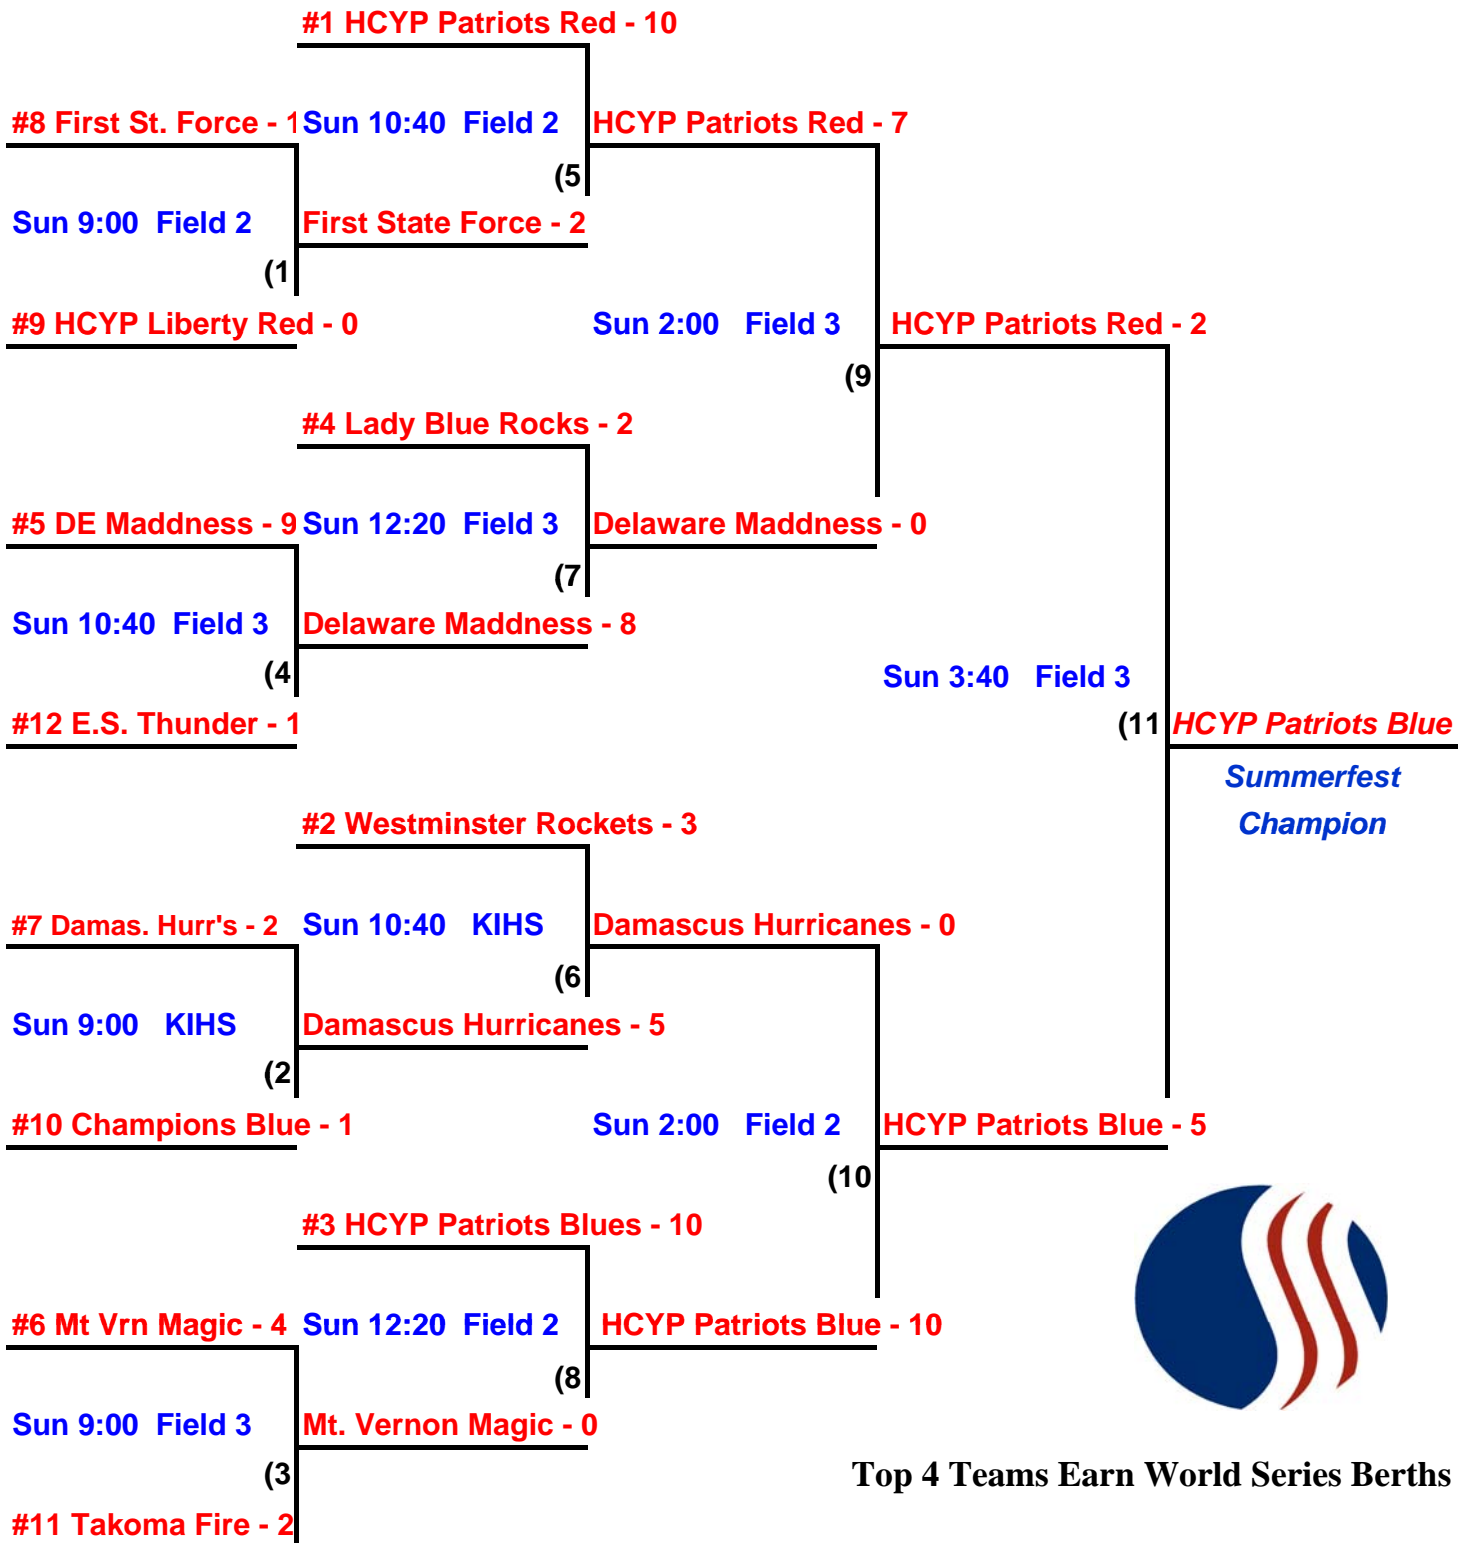 #1 HCYP Patriots Red - 10
#8 First St. Force - 1
Sun 10:40 Field 2
HCYP Patriots Red - 7
(5
Sun 9:00 Field 2
First State Force - 2
(1
#9 HCYP Liberty Red - 0
Sun 2:00 Field 3
HCYP Patriots Red - 2
(9
#4 Lady Blue Rocks - 2
#5 DE Maddness - 9
Sun 12:20 Field 3
Delaware Maddness - 0
(7
Sun 10:40 Field 3
Delaware Maddness - 8
(4
Sun 3:40 Field 3
#12 E.S. Thunder - 1
(11
HCYP Patriots Blue
Summerfest
Champion
#2 Westminster Rockets - 3
#7 Damas. Hurr's - 2
Sun 10:40 KIHS
Damascus Hurricanes - 0
(6
Sun 9:00 KIHS
Damascus Hurricanes - 5
(2
#10 Champions Blue - 1
Sun 2:00 Field 2
HCYP Patriots Blue - 5
(10
#3 HCYP Patriots Blues - 10
#6 Mt Vrn Magic - 4
Sun 12:20 Field 2
HCYP Patriots Blue - 10
(8
Sun 9:00 Field 3
Mt. Vernon Magic - 0
(3
Top 4 Teams Earn World Series Berths
#11 Takoma Fire - 2